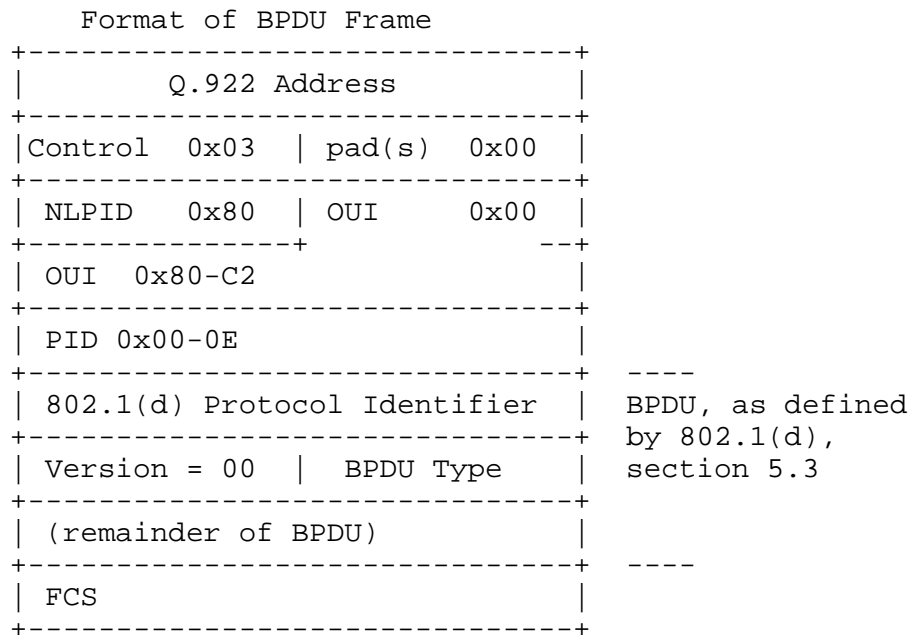 Format of BPDU Frame
+-------------------------------+
|       Q.922 Address           |
+-------------------------------+
|Control  0x03  | pad(s)  0x00  |
+-------------------------------+
| NLPID   0x80  | OUI     0x00  |
+---------------+             --+
| OUI  0x80-C2                  |
+-------------------------------+
| PID 0x00-0E                   |
+-------------------------------+  ----
| 802.1(d) Protocol Identifier  |  BPDU, as defined
+-------------------------------+  by 802.1(d),
| Version = 00  |  BPDU Type    |  section 5.3
+-------------------------------+
| (remainder of BPDU)           |
+-------------------------------+  ----
| FCS                           |
+-------------------------------+